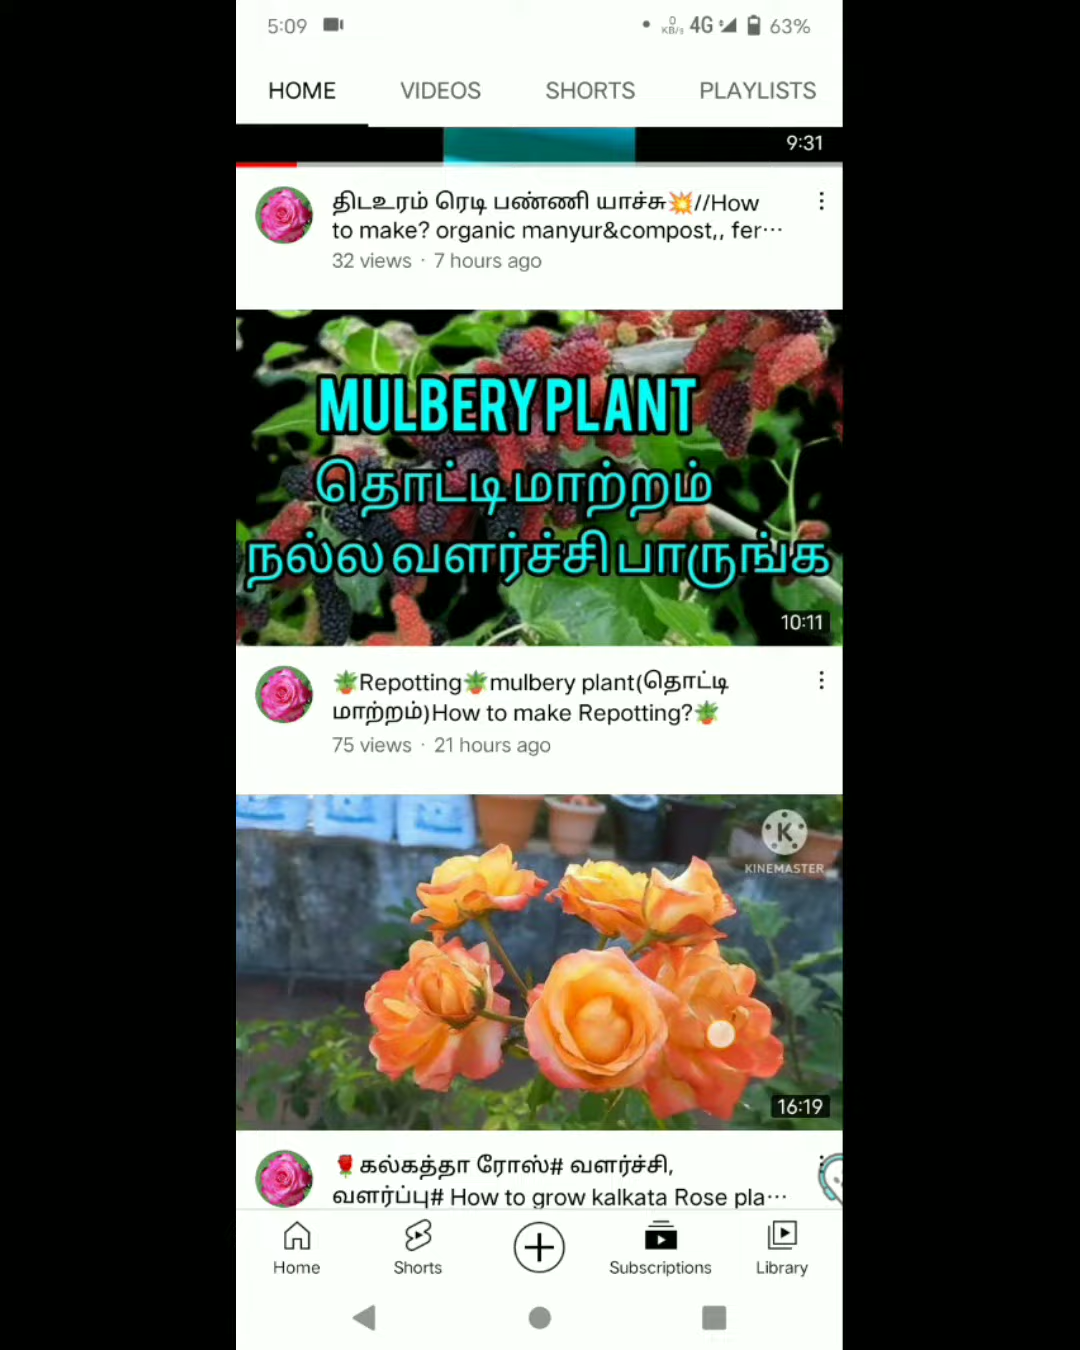 5:09
0 KB/s 4G 63%
HOME VIDEOS SHORTS PLAYLISTS
9:31
திடஉரம் ரெடி பண்ணி யாச்சு💥//How
to make? organic manyur&compost,, fer...
32 views · 7 hours ago
MULBERY PLANT
தொட்டி மாற்றம்
நல்ல வளர்ச்சி பாருங்க
10:11
🪴Repotting🪴mulbery plant(தொட்டி
மாற்றம்)How to make Repotting?🪴
75 views · 21 hours ago
K
KINEMASTER
16:19
🌹கல்கத்தா ரோஸ்# வளர்ச்சி,
வளர்ப்பு# How to grow kalkata Rose pla...
Home Shorts Subscriptions Library